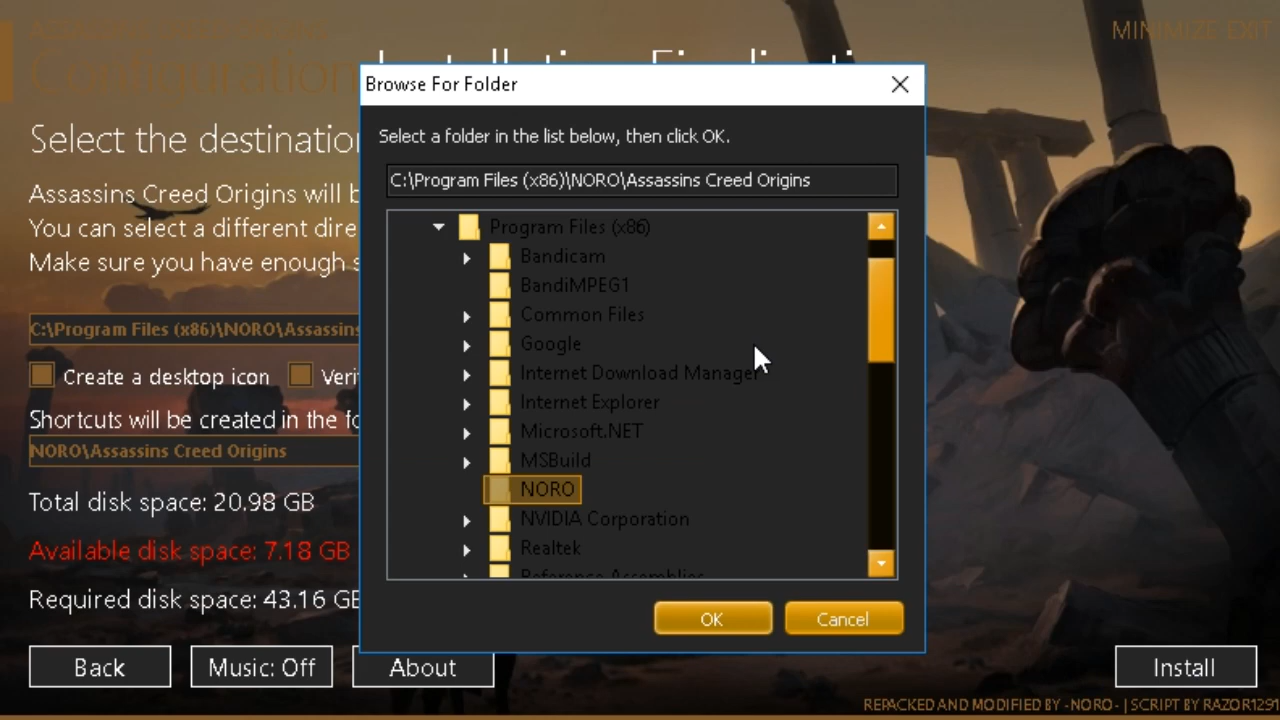 MINIMIZE EXIT
Configuration
Browse For Folder
Select a folder in the list below, then click OK.
Select the destination
C:\Program Files (x86)\NORO\Assassins Creed Origins
Assassins Creed Origins will b
You can select a different dire
Make sure you have enough s
Program Files (x86)
Bandicam
BandiMPEG1
Common Files
Google
Internet Download Manager
Internet Explorer
Microsoft.NET
MSBuild
NORO
NVIDIA Corporation
Realtek
Reference Assemblies
C:\Program Files (x86)\NORO\Assassins
Create a desktop icon
Veri
Shortcuts will be created in the fo
NORO\Assassins Creed Origins
Total disk space: 20.98 GB
Available disk space: 7.18 GB
Required disk space: 43.16 GB
OK
Cancel
Back
Music: Off
About
Install
REPACKED AND MODIFIED BY -NORO- | SCRIPT BY RAZOR1291